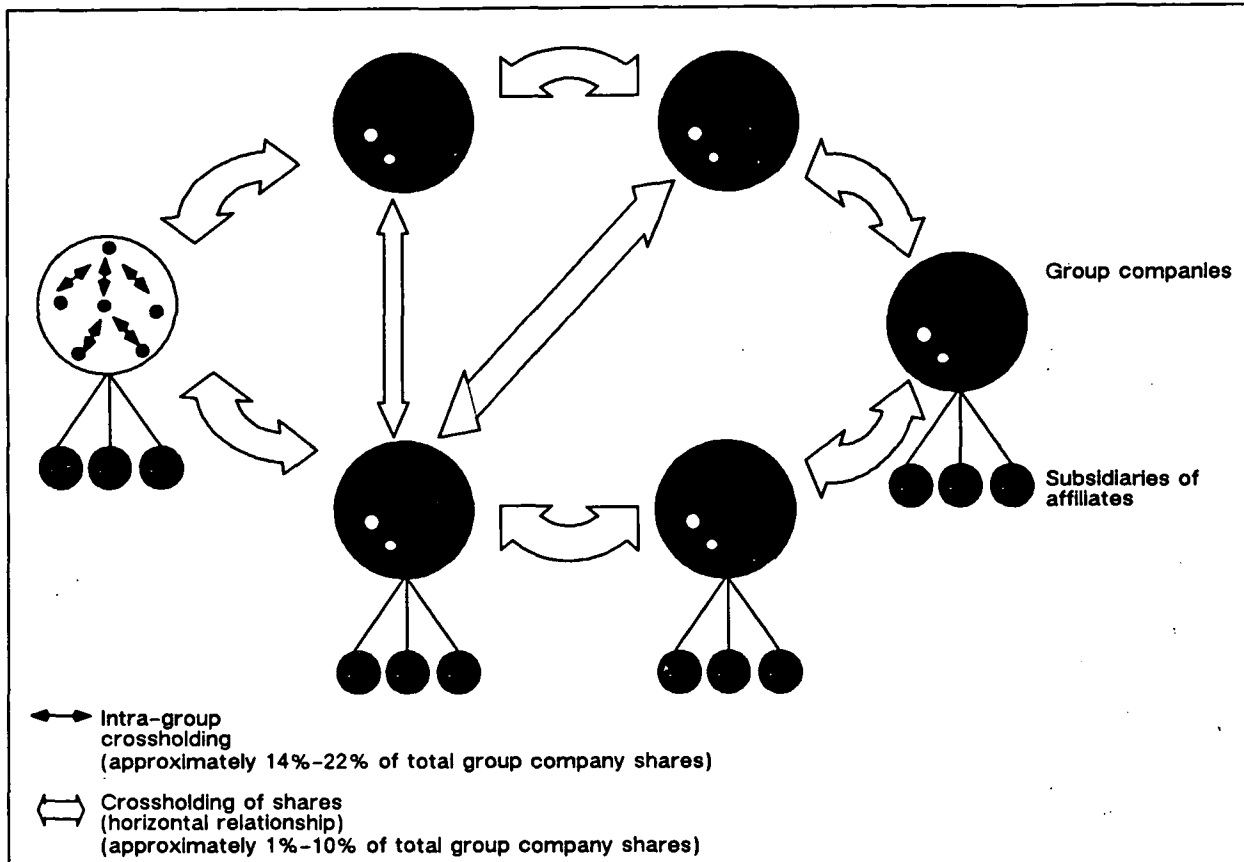 Group companies
Subsidiaries of
affiliates
Intra-group
crossholding
(approximately 14%-22% of total group company shares)
Crossholding of shares
(horizontal relationship)
(approximately 1%-10% of total group company shares)